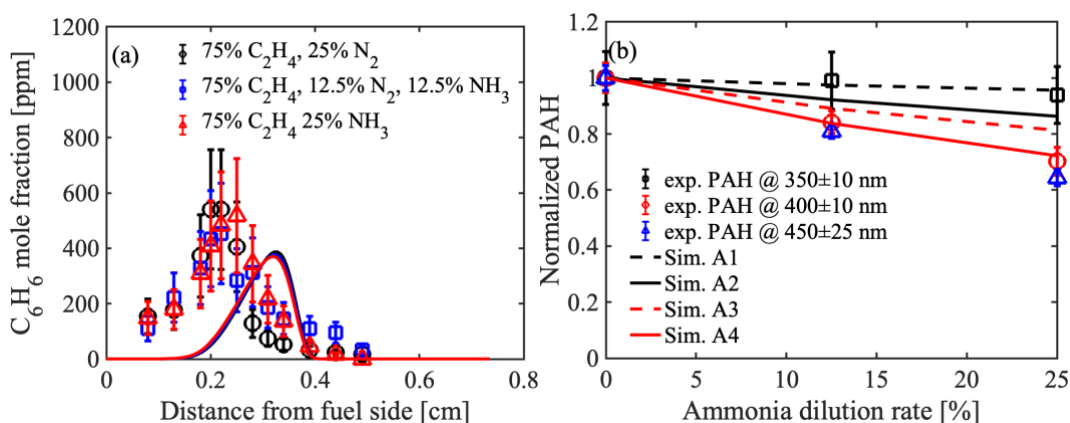 C6H6 mole fraction [ppm]
1200
1000
800
600
400
200
0
(a)
75% C2H4, 25% N2
75% C2H4, 12.5% N2, 12.5% NH3
75% C2H4 25% NH3
0
0.2
0.4
0.6
0.8
Distance from fuel side [cm]
Normalized PAH
1.2
1
0.8
0.6
0.4
0.2
0
(b)
exp. PAH @ 350±10 nm
exp. PAH @ 400±10 nm
exp. PAH @ 450±25 nm
Sim. A1
Sim. A2
Sim. A3
Sim. A4
0
5
10
15
20
25
Ammonia dilution rate [%]